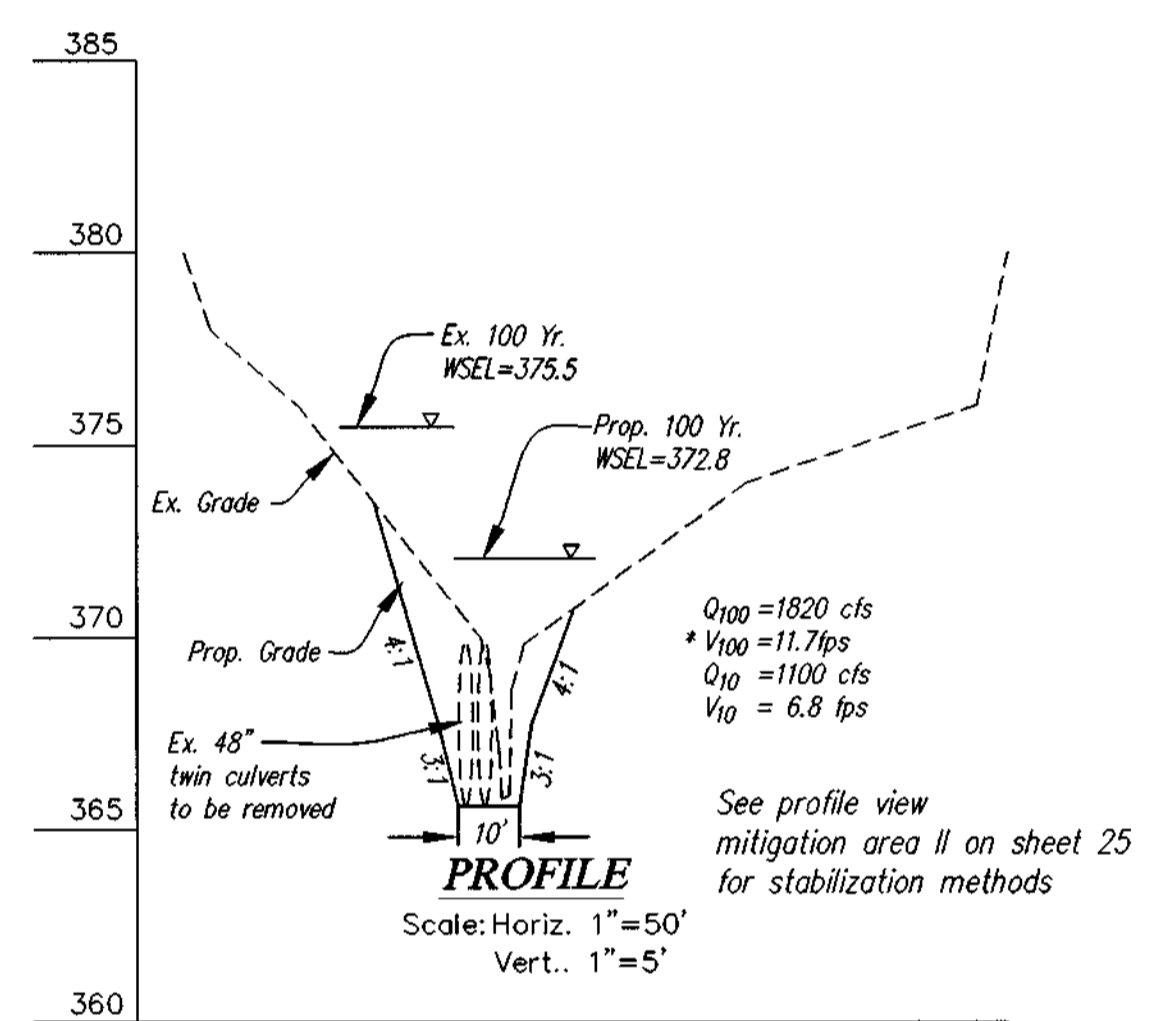 385
380
Ex. 100 Yr.
WSEL=375.5
375
Prop. 100 Yr.
WSEL=372.8
Ex. Grade
370
Prop. Grade
4:1
4:1
Q100 =1820 cfs
* V100 =11.7fps
Q10 =1100 cfs
V10 = 6.8 fps
Ex. 48"
twin culverts
to be removed
3:1
3:1
365
10'
See profile view
mitigation area II on sheet 25
for stabilization methods
PROFILE
Scale: Horiz. 1"=50'
Vert.. 1"=5'
360